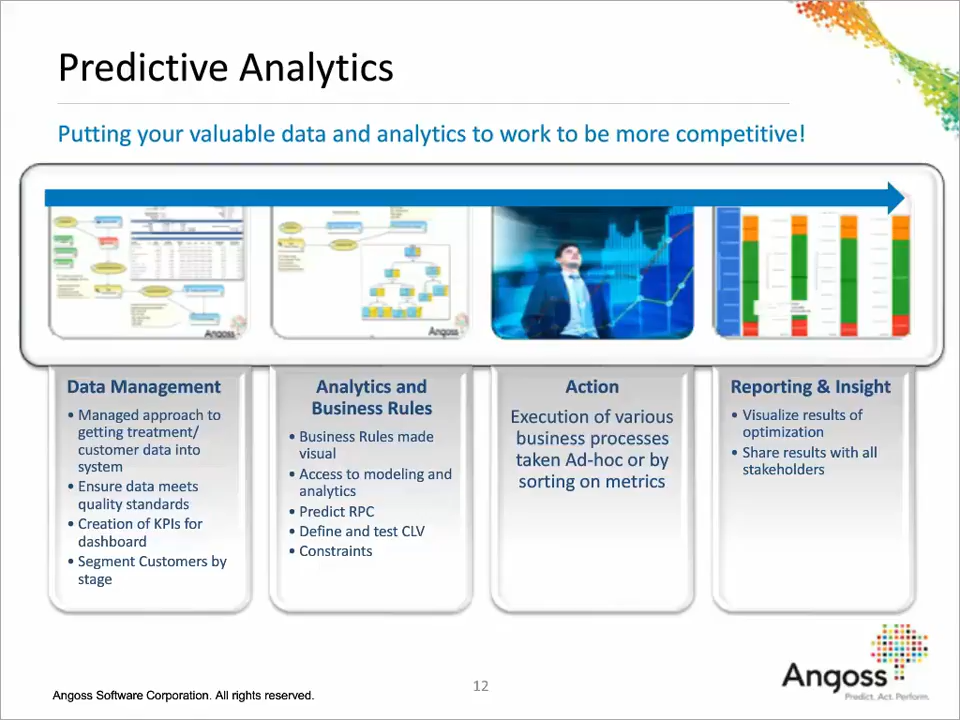 Predictive Analytics
Putting your valuable data and analytics to work to be more competitive!
Angoss
Angoss
Data Management
• Managed approach to
getting treatment/
customer data into
system
• Ensure data meets
quality standards
• Creation of KPIs for
dashboard
• Segment Customers by
stage
Analytics and
Business Rules
• Business Rules made
visual
• Access to modeling and
analytics
• Predict RPC
• Define and test CLV
• Constraints
Action
Execution of various
business processes
taken Ad-hoc or by
sorting on metrics
Reporting & Insight
• Visualize results of
optimization
• Share results with all
stakeholders
Angoss Software Corporation. All rights reserved.
12
Angoss
Predict. Act. Perform.